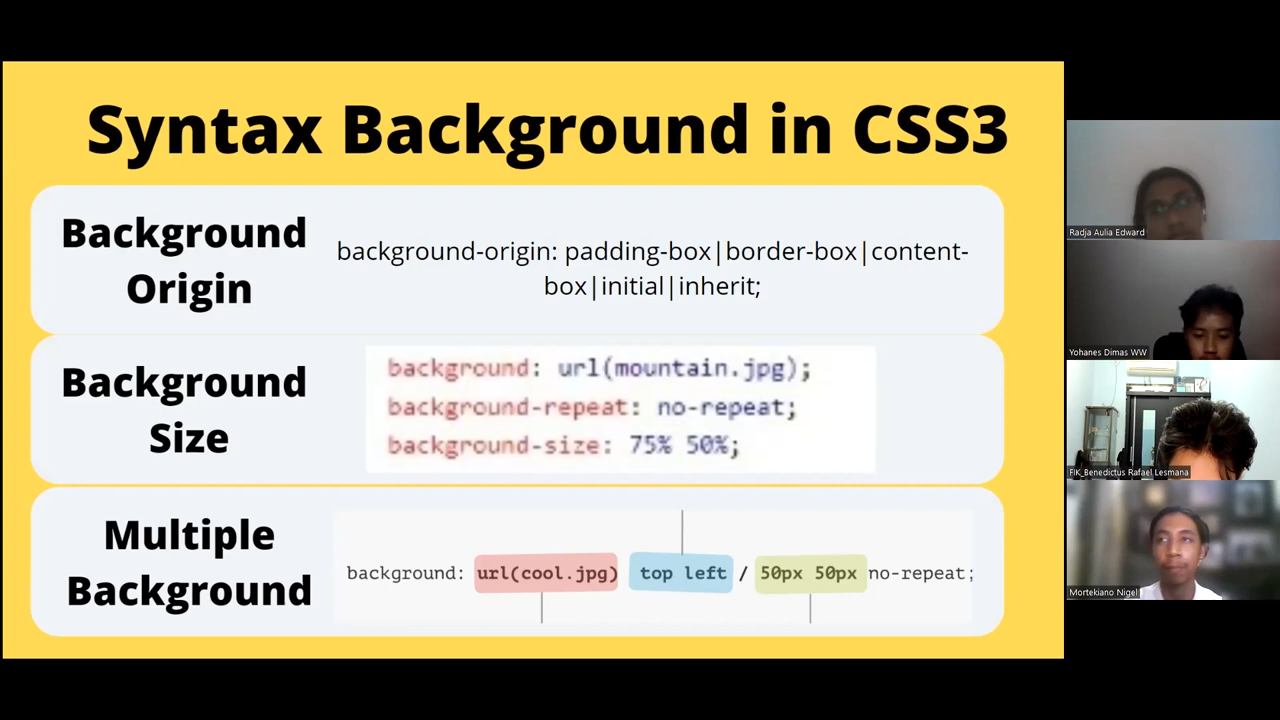 Syntax Background in CSS3
Background
Origin
background-origin: padding-box|border-box|content-
box|initial|inherit;
Background
Size
background: url(mountain.jpg);
background-repeat: no-repeat;
background-size: 75% 50%;
Multiple
Background
background: url(cool.jpg) top left / 50px 50px no-repeat;
Radja Aulia Edward
Yohanes Dimas WW
FIK_Benedictus Rafael Lesmana
Mortekiano Nigel